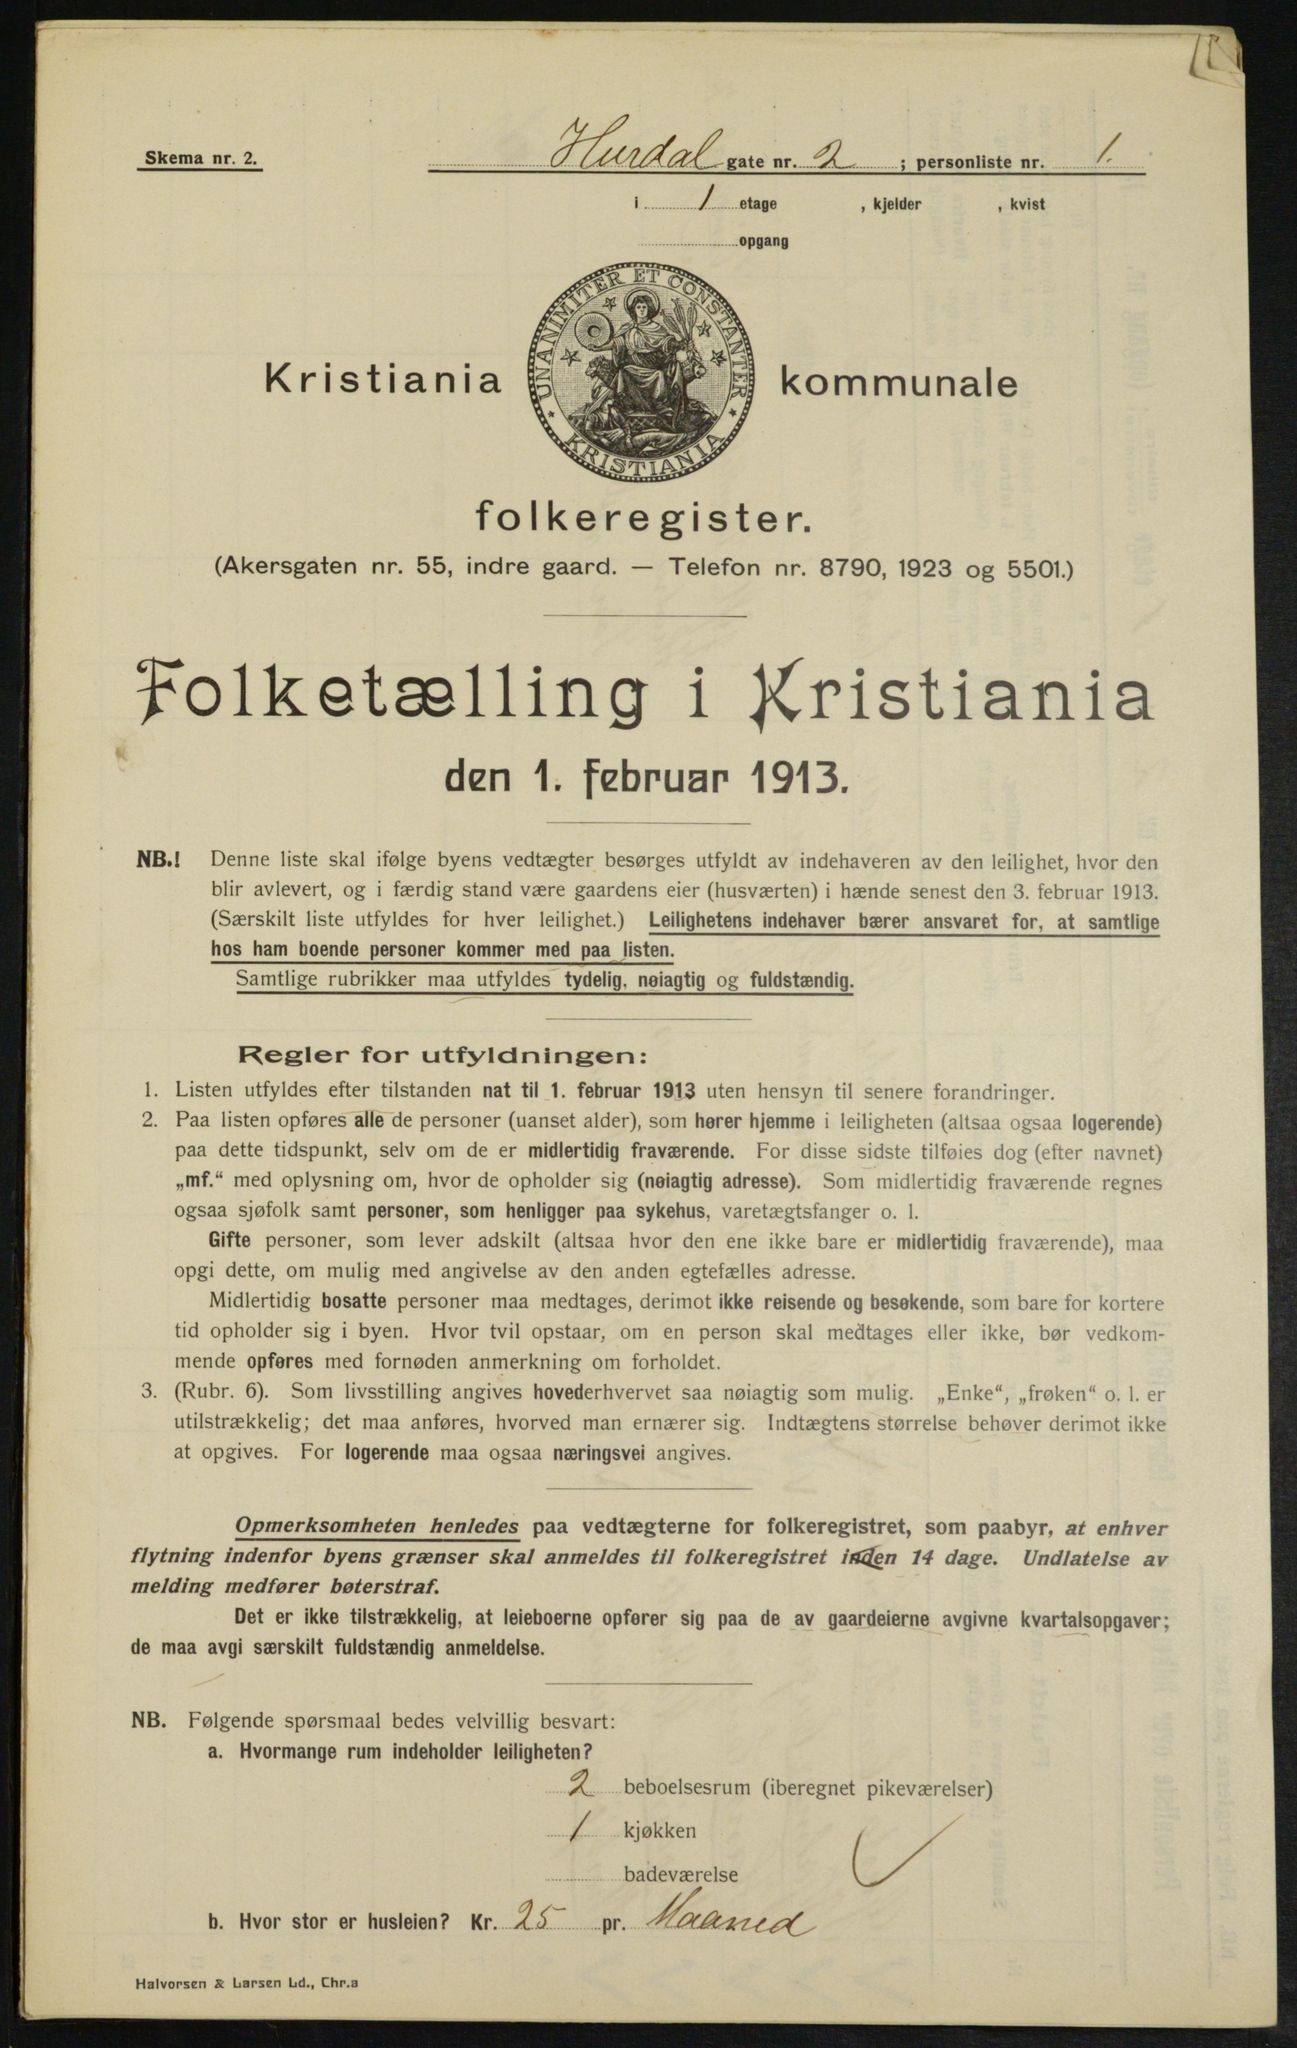 Skema nr. 2.
Hurdal gate nr. 2 ; personliste nr. 1.
i 1 etage , kjelder , kvist
opgang
UNANIMITER ET CONSTANTER
KRISTIANIA
Kristiania kommunale
folkeregister.
(Akersgaten nr. 55, indre gaard. — Telefon nr. 8790, 1923 og 5501.)
Folketælling i Kristiania
den 1. februar 1913.
NB.! Denne liste skal ifølge byens vedtægter besørges utfyldt av indehaveren av den leilighet, hvor den
blir avlevert, og i færdig stand være gaardens eier (husværten) i hænde senest den 3. februar 1913.
(Særskilt liste utfyldes for hver leilighet.) Leilighetens indehaver bærer ansvaret for, at samtlige
hos ham boende personer kommer med paa listen.
Samtlige rubrikker maa utfyldes tydelig, nøiagtig og fuldstændig.
Regler for utfyldningen:
1. Listen utfyldes efter tilstanden nat til 1. februar 1913 uten hensyn til senere forandringer.
2. Paa listen opføres alle de personer (uanset alder), som hører hjemme i leiligheten (altsaa ogsaa logerende)
paa dette tidspunkt, selv om de er midlertidig fraværende. For disse sidste tilføies dog (efter navnet)
„mf.“ med oplysning om, hvor de opholder sig (nøiagtig adresse). Som midlertidig fraværende regnes
ogsaa sjøfolk samt personer, som henligger paa sykehus, varetægtsfanger o. l.
Gifte personer, som lever adskilt (altsaa hvor den ene ikke bare er midlertidig fraværende), maa
opgi dette, om mulig med angivelse av den anden egtefælles adresse.
Midlertidig bosatte personer maa medtages, derimot ikke reisende og besøkende, som bare for kortere
tid opholder sig i byen. Hvor tvil opstaar, om en person skal medtages eller ikke, bør vedkom-
mende opføres med fornøden anmerkning om forholdet.
3. (Rubr. 6). Som livsstilling angives hovederhvervet saa nøiagtig som mulig. „Enke“, „frøken“ o. l. er
utilstrækkelig; det maa anføres, hvorved man ernærer sig. Indtægtens størrelse behøver derimot ikke
at opgives. For logerende maa ogsaa næringsvei angives.
Opmerksomheten henledes paa vedtægterne for folkeregistret, som paabyr, at enhver
flytning indenfor byens grænser skal anmeldes til folkeregistret inden 14 dage. Undlatelse av
melding medfører bøterstraf.
Det er ikke tilstrækkelig, at leieboerne opfører sig paa de av gaardeierne avgivne kvartalsopgaver;
de maa avgi særskilt fuldstændig anmeldelse.
NB. Følgende spørsmaal bedes velvillig besvart:
a. Hvormange rum indeholder leiligheten?
2 beboelsesrum (iberegnet pikeværelser)
1 kjøkken
badeværelse
b. Hvor stor er husleien? Kr. 25 pr. Maaned
Halvorsen & Larsen Ld., Chr.a